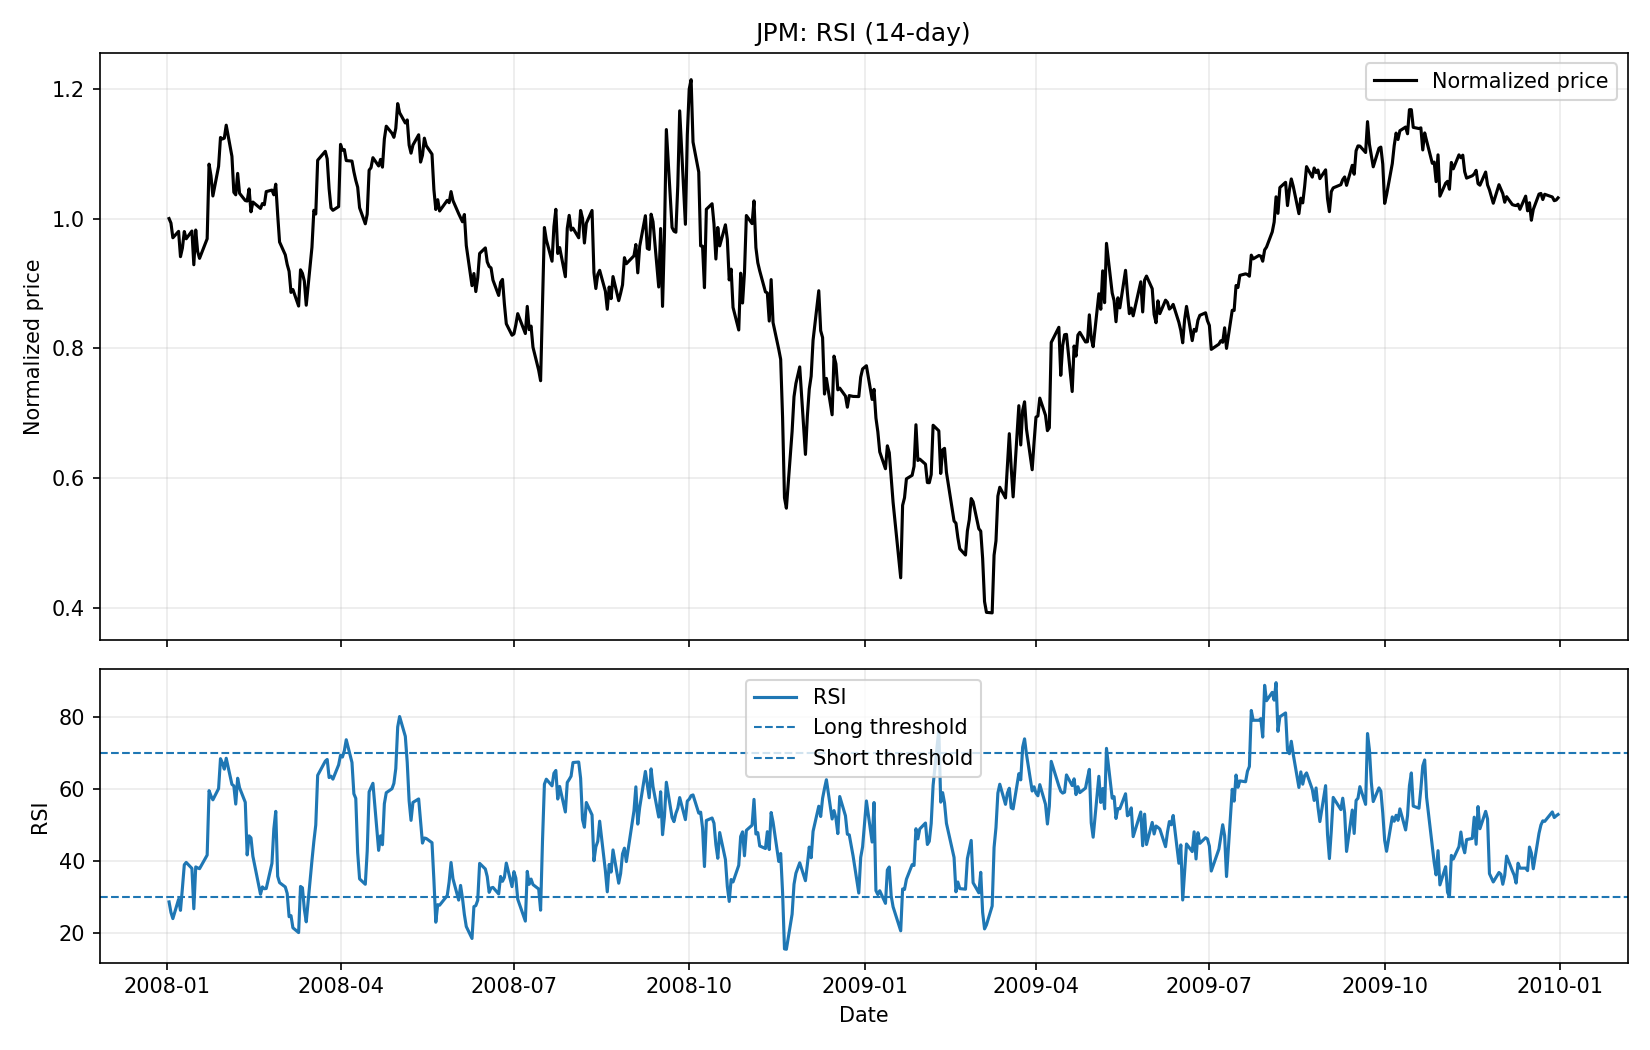 JPM: RSI (14-day)
Normalized price
1.2
1.0
0.8
0.6
0.4
Normalized price
RSI
Long threshold
Short threshold
80
60
40
20
RSI
2008-01
2008-04
2008-07
2008-10
2009-01
2009-04
2009-07
2009-10
2010-01
Date